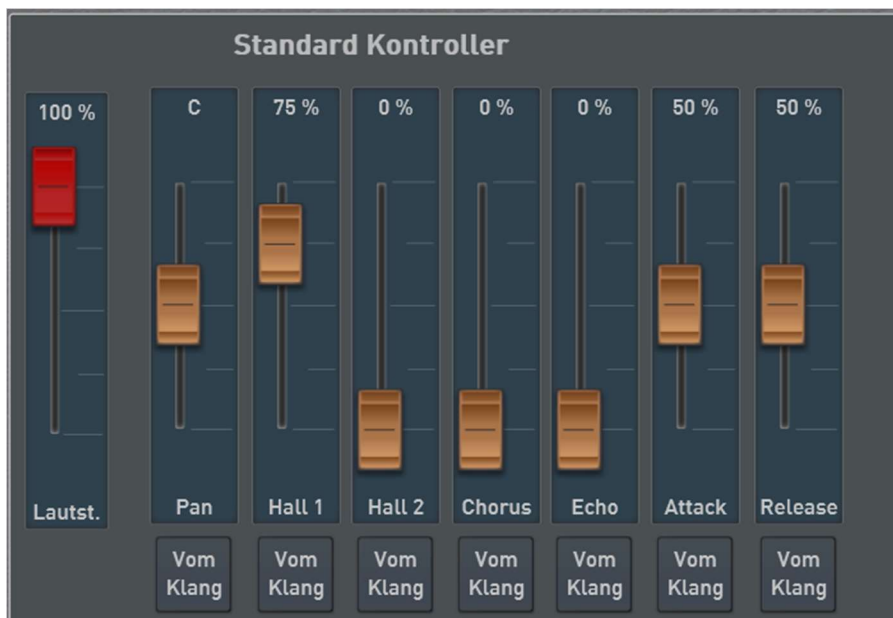 Standard Kontroller
100 % C 75 % 0 % 0 % 0 % 50 % 50 %
Lautst. Pan Hall 1 Hall 2 Chorus Echo Attack Release
Vom Vom Vom Vom Vom Vom Vom
Klang Klang Klang Klang Klang Klang Klang